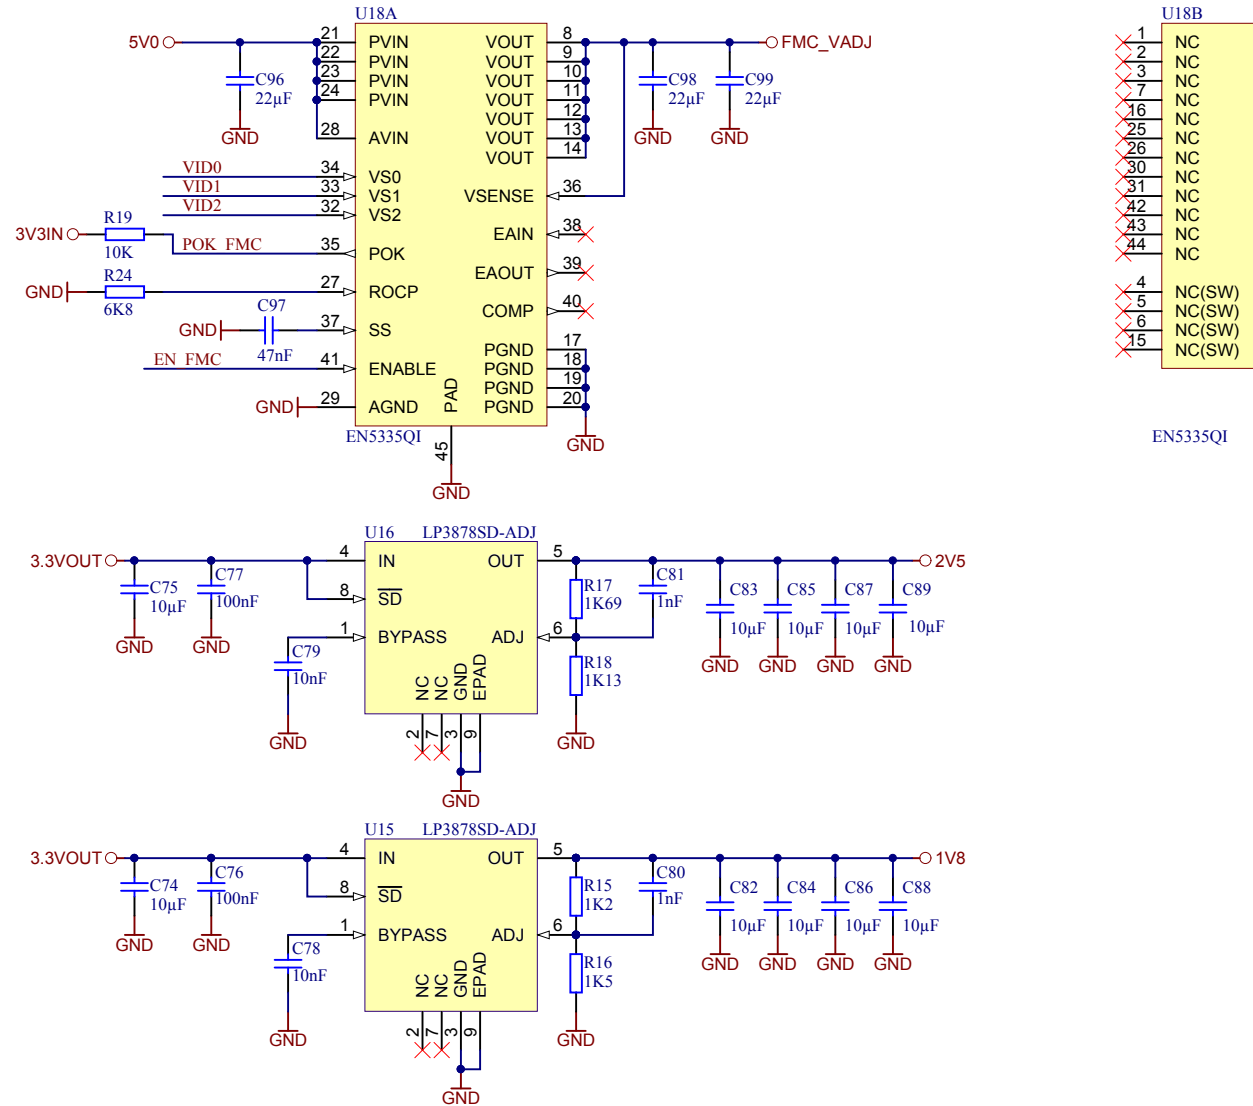 U18A
5V0
21 PVIN
22 PVIN
23 PVIN
24 PVIN
28 AVIN
C96
22µF
GND
VID0 34 VS0
VID1 33 VS1
VID2 32 VS2
3V3IN
R19
10K
POK_FMC 35 POK
GND
R24
6K8
27 ROCP
GND
C97
47nF
37 SS
EN_FMC 41 ENABLE
GND 29 AGND
PAD
45
GND
EN5335QI
VOUT 8
VOUT 9
VOUT 10
VOUT 11
VOUT 12
VOUT 13
VOUT 14
FMC_VADJ
C98
22µF
GND
C99
22µF
GND
VSENSE 36
EAIN 38
EAOUT 39
COMP 40
PGND 17
PGND 18
PGND 19
PGND 20
GND
U18B
1 NC
2 NC
3 NC
7 NC
16 NC
25 NC
26 NC
30 NC
31 NC
42 NC
43 NC
44 NC
4 NC(SW)
5 NC(SW)
6 NC(SW)
15 NC(SW)
EN5335QI
U16 LP3878SD-ADJ
3.3VOUT
C75
10µF
GND
C77
100nF
GND
4 IN
8 SD
1 BYPASS
C79
10nF
GND
OUT 5
ADJ 6
NC NC GND EPAD
2 7 3 9
GND
R17
1K69
C81
1nF
R18
1K13
GND
C83
10µF
GND
C85
10µF
GND
C87
10µF
GND
C89
10µF
GND
2V5
U15 LP3878SD-ADJ
3.3VOUT
C74
10µF
GND
C76
100nF
GND
4 IN
8 SD
1 BYPASS
C78
10nF
GND
OUT 5
ADJ 6
NC NC GND EPAD
2 7 3 9
GND
R15
1K2
C80
1nF
R16
1K5
GND
C82
10µF
GND
C84
10µF
GND
C86
10µF
GND
C88
10µF
GND
1V8